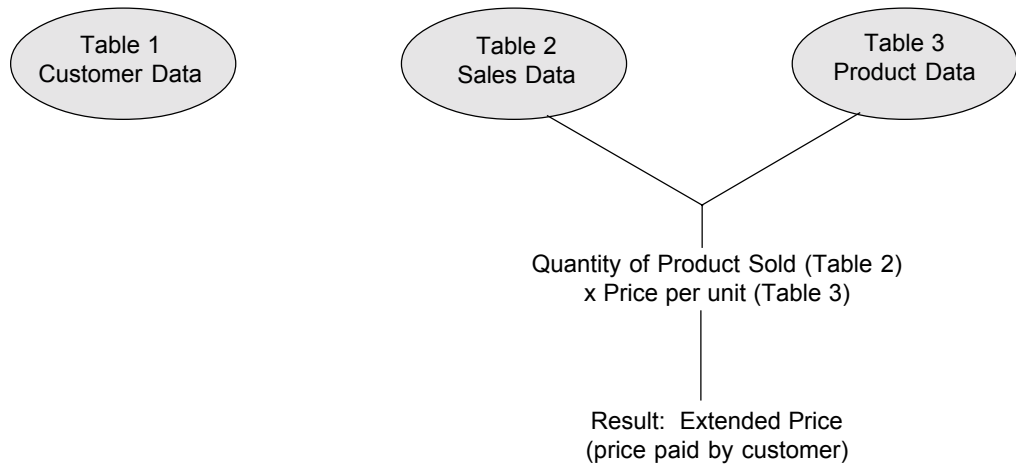 Table 1
Customer Data
Table 2
Sales Data
Table 3
Product Data
Quantity of Product Sold (Table 2)
x Price per unit (Table 3)
Result: Extended Price
(price paid by customer)